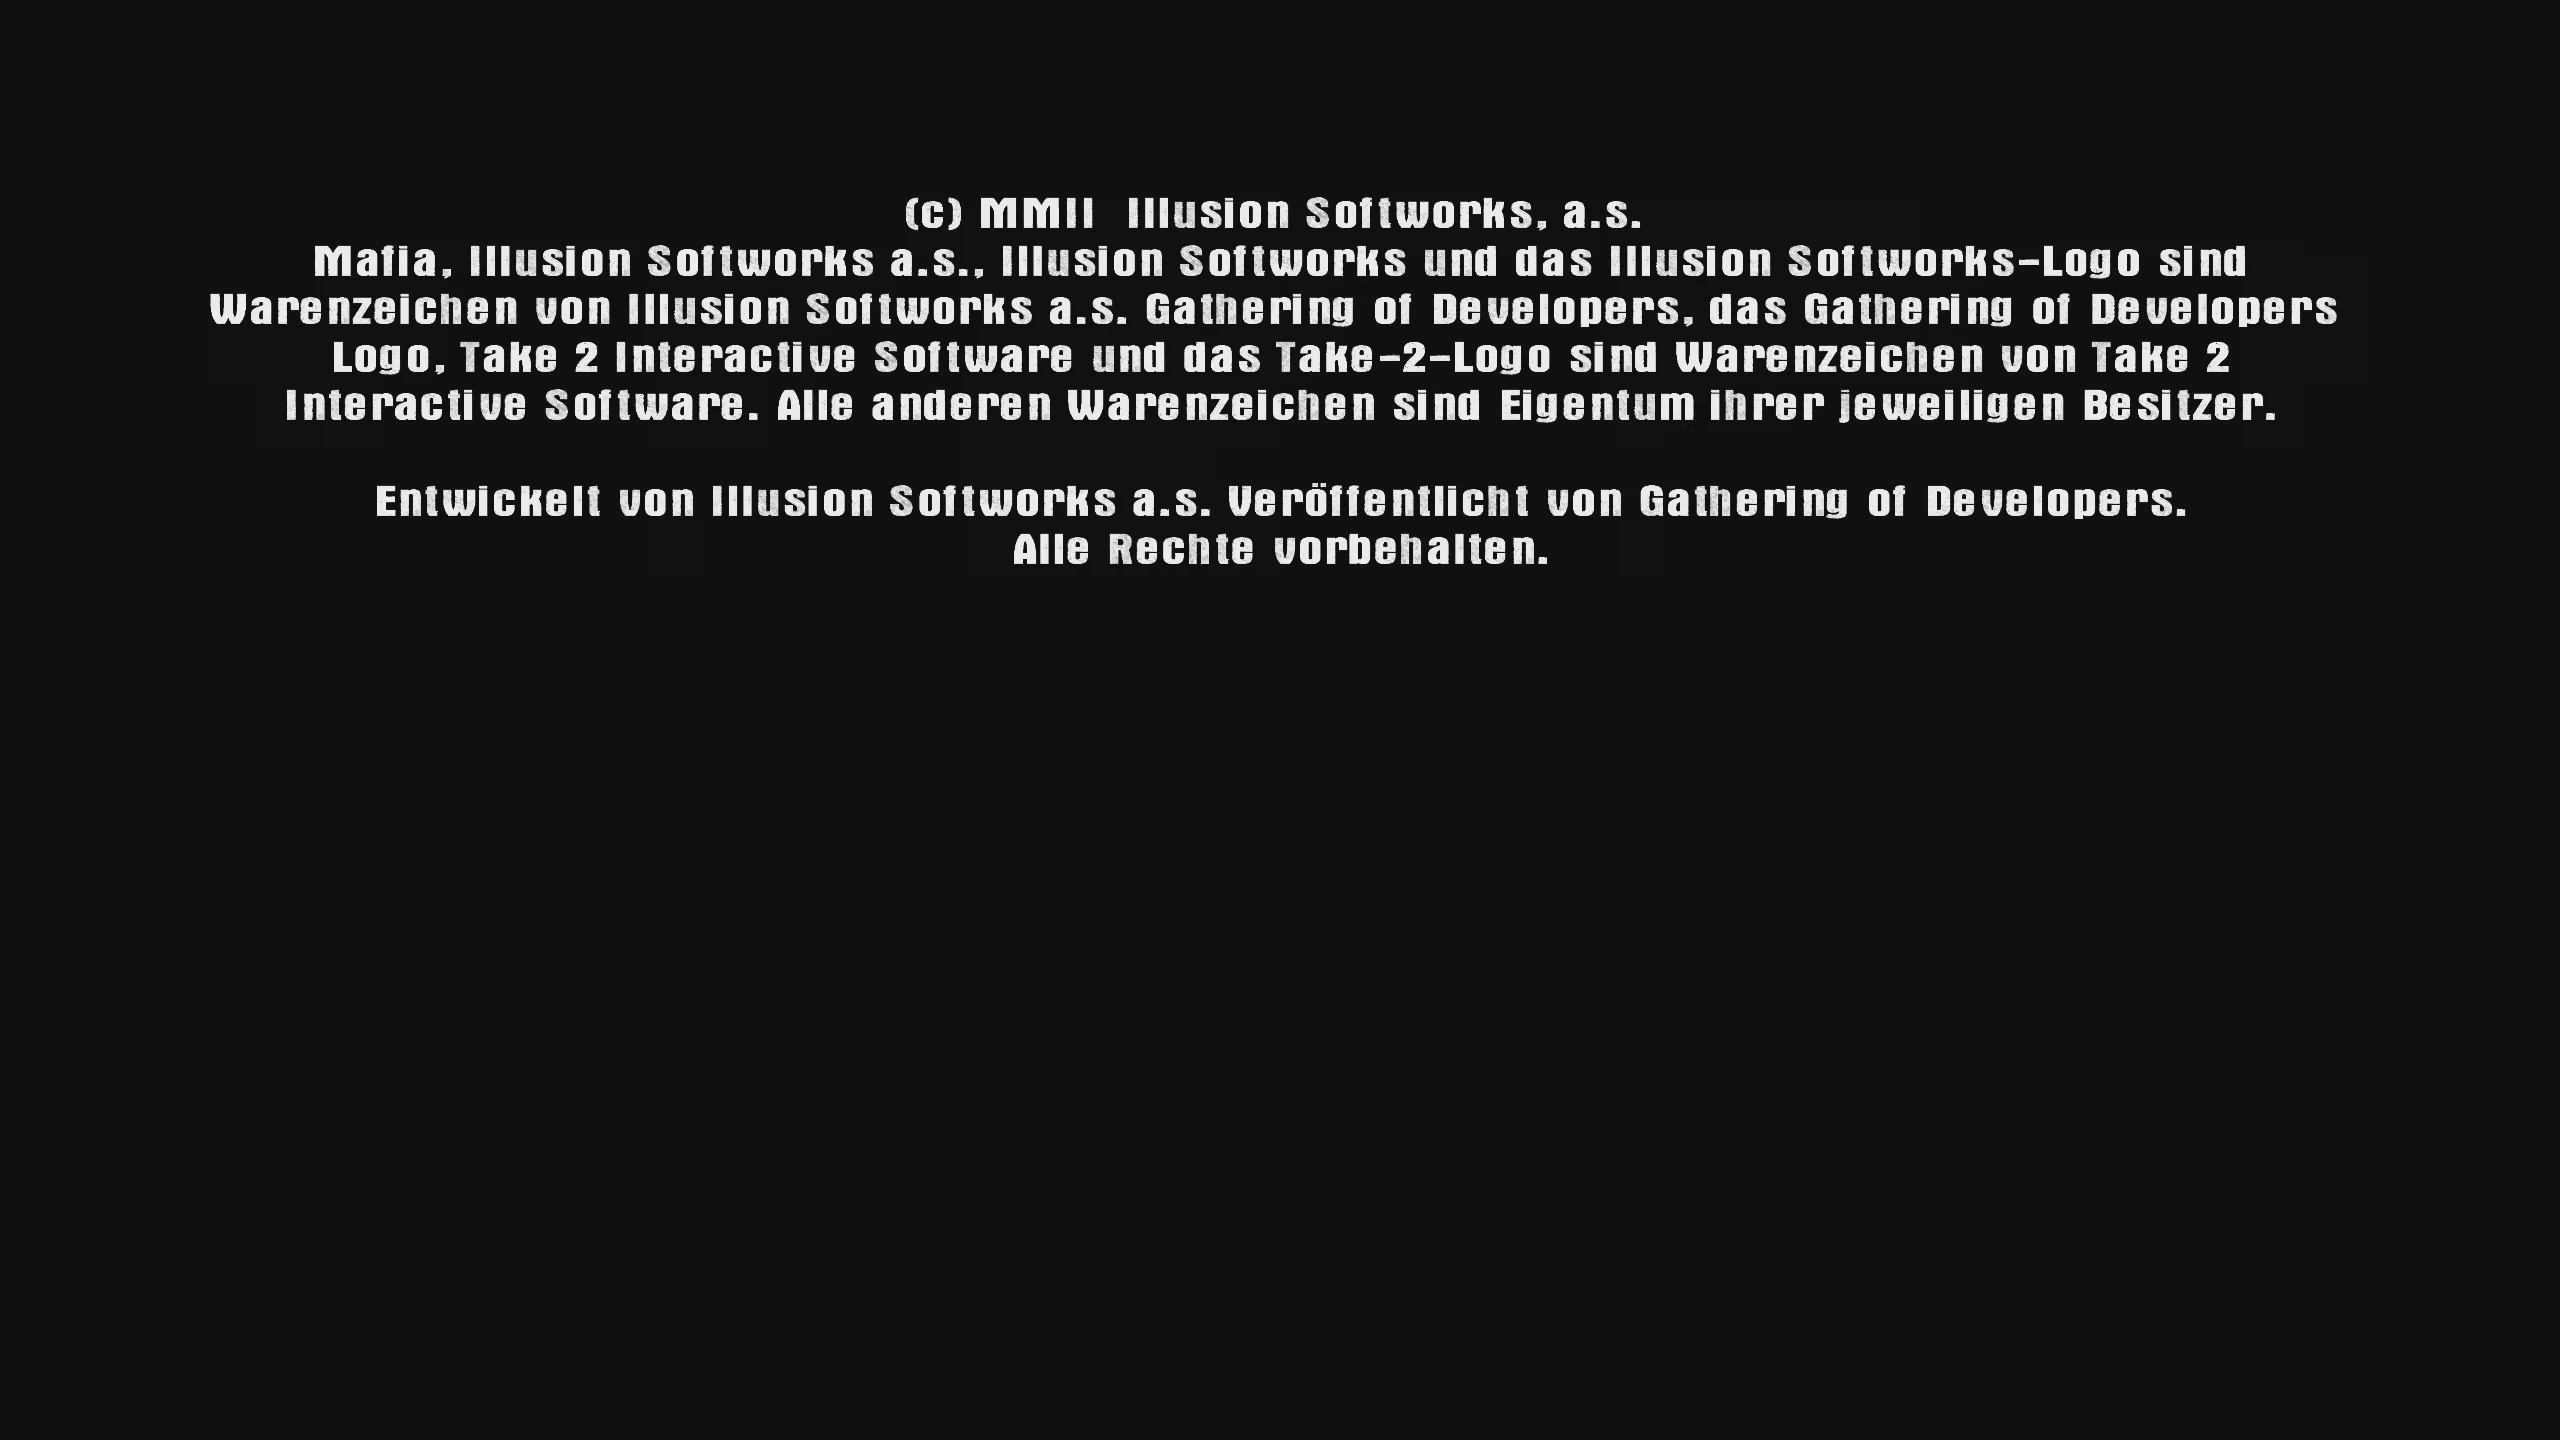 (c) MMII  Illusion Softworks, a.s.
Mafia, Illusion Softworks a.s., Illusion Softworks und das Illusion Softworks-Logo sind
Warenzeichen von Illusion Softworks a.s. Gathering of Developers, das Gathering of Developers
Logo, Take 2 Interactive Software und das Take-2-Logo sind Warenzeichen von Take 2
Interactive Software. Alle anderen Warenzeichen sind Eigentum ihrer jeweiligen Besitzer.
Entwickelt von Illusion Softworks a.s. Veröffentlicht von Gathering of Developers.
Alle Rechte vorbehalten.